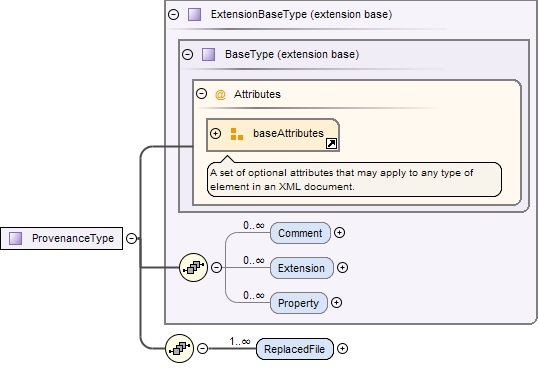 ExtensionBaseType (extension base)
BaseType (extension base)
@ Attributes
baseAttributes
A set of optional attributes that may apply to any type of
element in an XML document.
ProvenanceType
0..∞
Comment
0..∞
Extension
0..∞
Property
1..∞
ReplacedFile